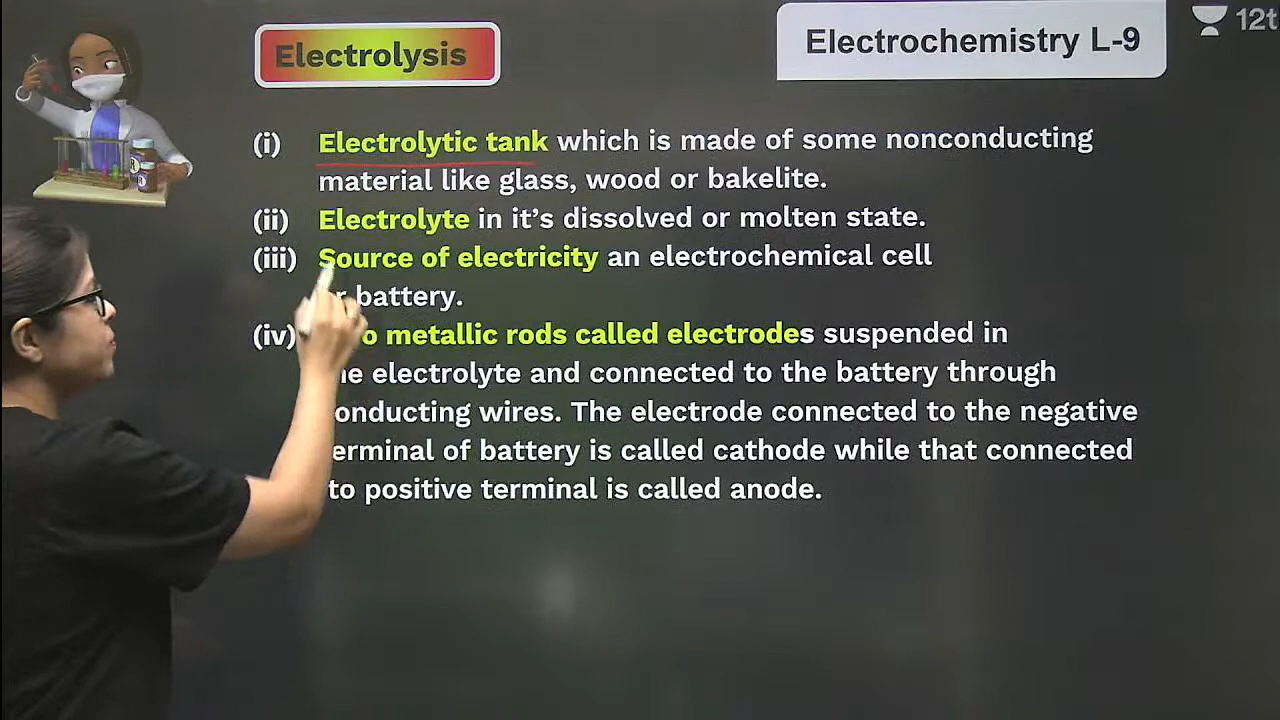 Electrolysis
Electrochemistry L-9
12t
(i) Electrolytic tank which is made of some nonconducting
material like glass, wood or bakelite.
(ii) Electrolyte in it's dissolved or molten state.
(iii) Source of electricity an electrochemical cell
battery.
(iv) metallic rods called electrodes suspended in
electrolyte and connected to the battery through
wires. The electrode connected to the negative
of battery is called cathode while that connected
to positive terminal is called anode.